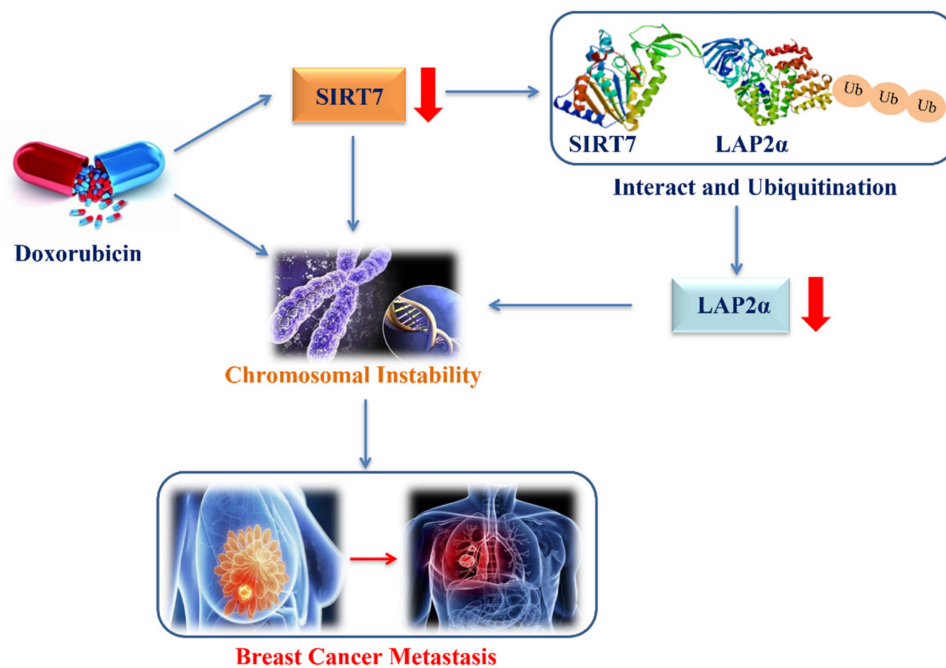 SIRT7
Ub
Ub
Ub
SIRT7
LAP2α
Interact and Ubiquitination
Doxorubicin
LAP2α
Chromosomal Instability
Breast Cancer Metastasis